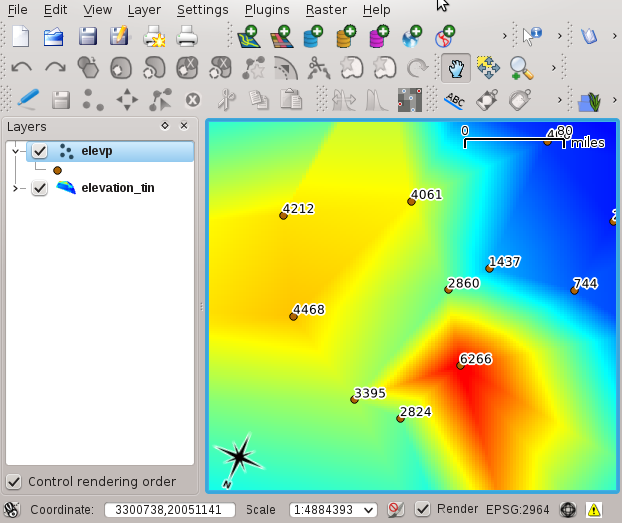 File Edit View Layer Settings Plugins Raster Help
ABC
Layers
elevp
elevation_tin
Control rendering order
0 80
miles
4212
4061
1437
2860
744
4468
6266
3395
2824
N
Coordinate: 3300738,20051141 Scale 1:4884393 Render EPSG:2964